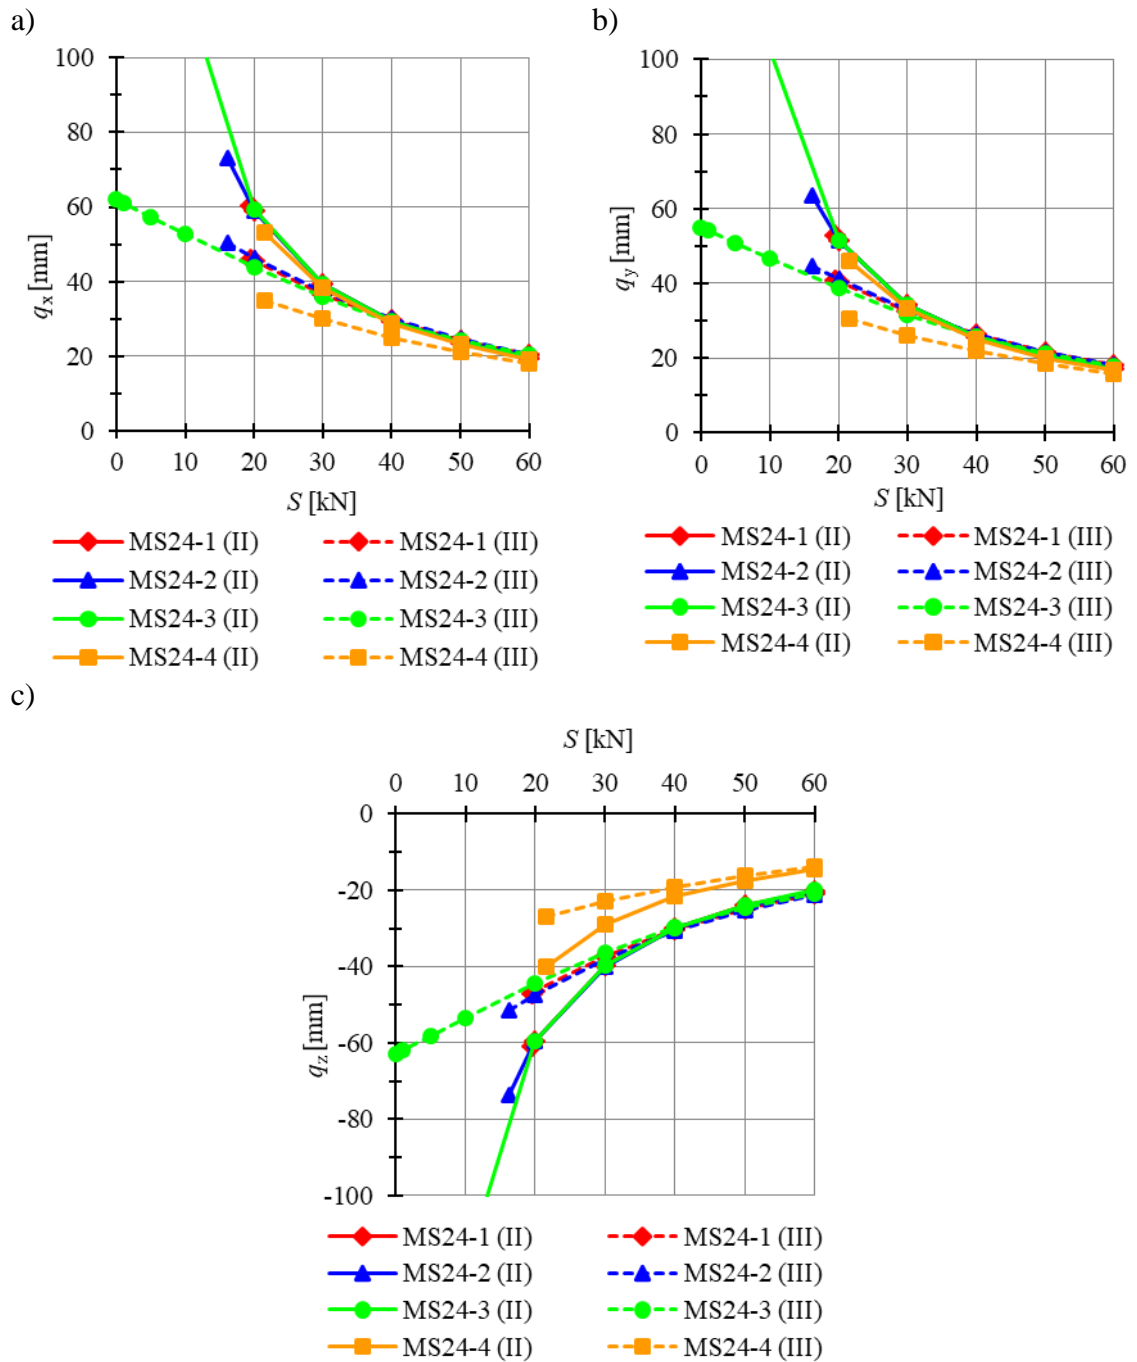 a)
100
80
60
40
20
0
qx [mm]
0 10 20 30 40 50 60
S [kN]
MS24-1 (II) MS24-1 (III)
MS24-2 (II) MS24-2 (III)
MS24-3 (II) MS24-3 (III)
MS24-4 (II) MS24-4 (III)
b)
100
80
60
40
20
0
qy [mm]
0 10 20 30 40 50 60
S [kN]
MS24-1 (II) MS24-1 (III)
MS24-2 (II) MS24-2 (III)
MS24-3 (II) MS24-3 (III)
MS24-4 (II) MS24-4 (III)
c)
S [kN]
0 10 20 30 40 50 60
0
-20
-40
-60
-80
-100
qz [mm]
MS24-1 (II) MS24-1 (III)
MS24-2 (II) MS24-2 (III)
MS24-3 (II) MS24-3 (III)
MS24-4 (II) MS24-4 (III)